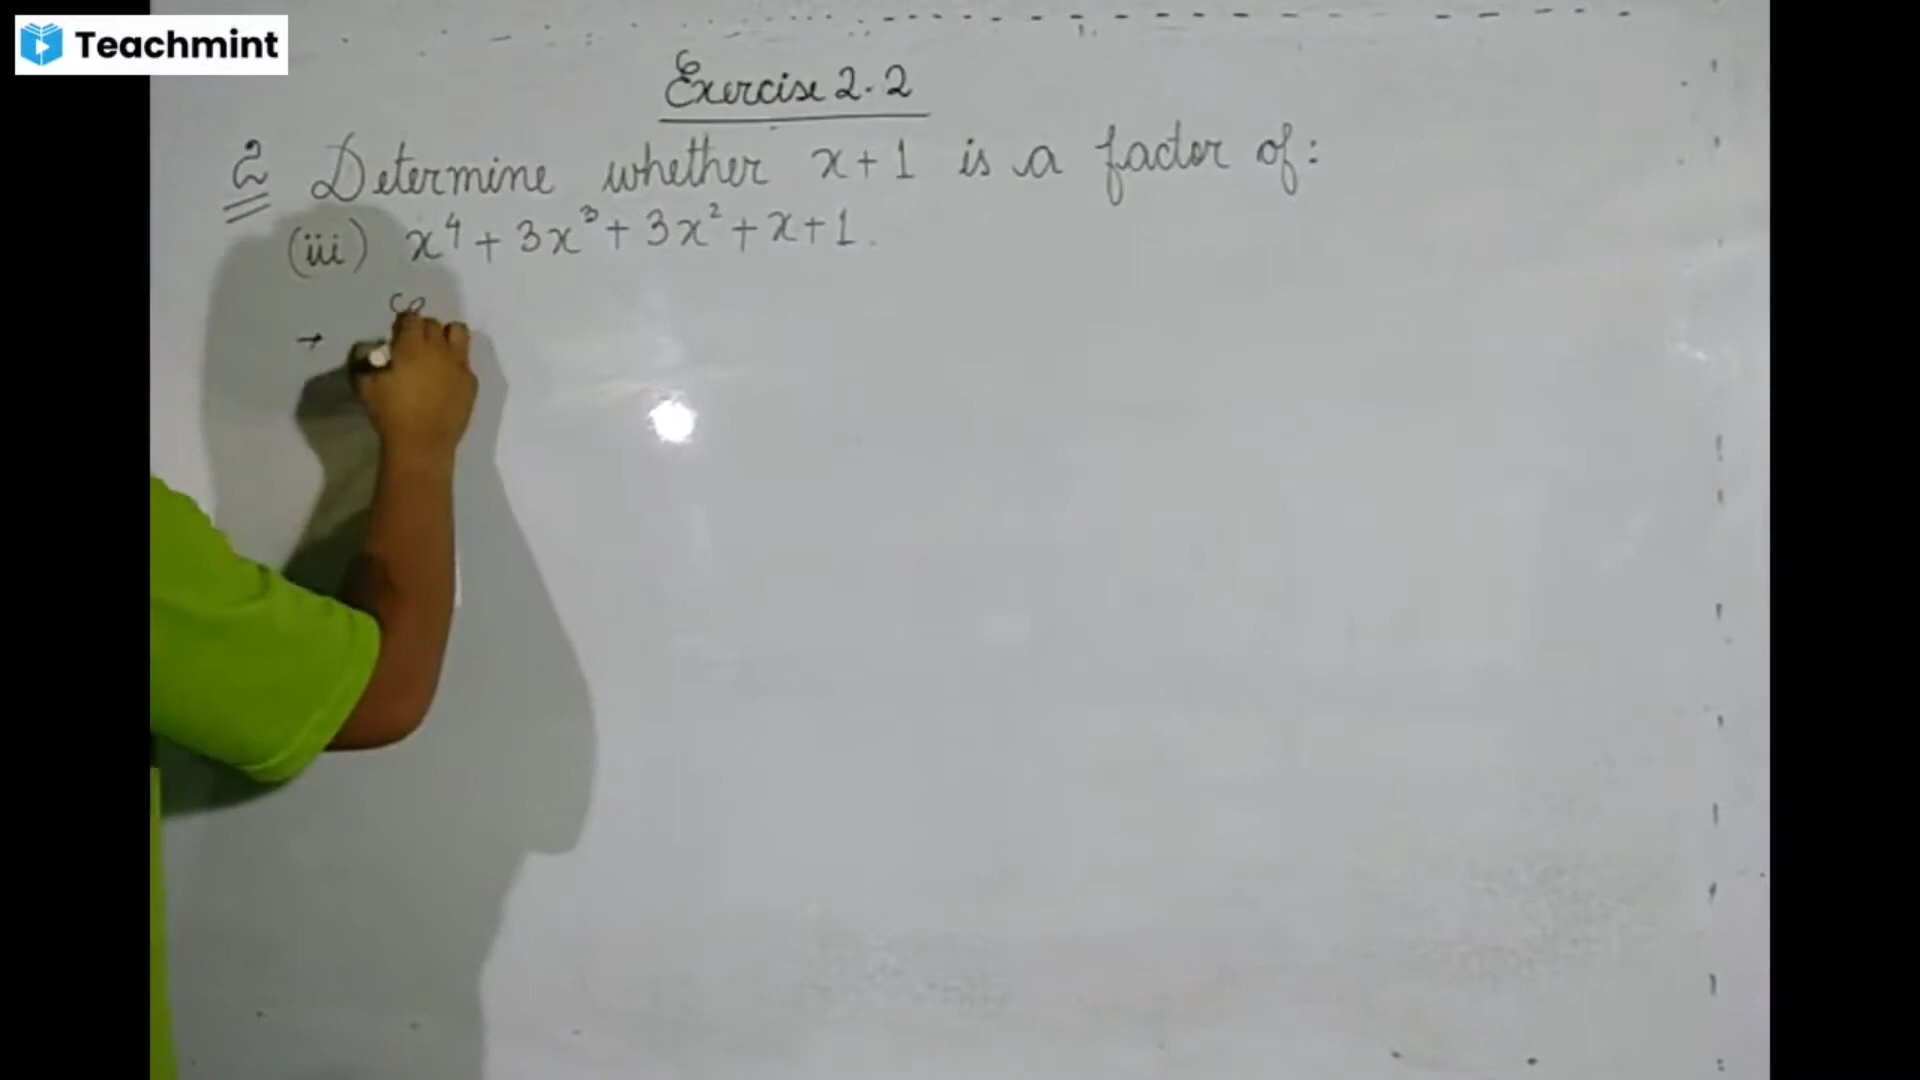 Teachmint
Exercise 2.2
2 Determine whether x+1 is a factor of:
(iii) x⁴ + 3x³ + 3x² + x + 1.
→